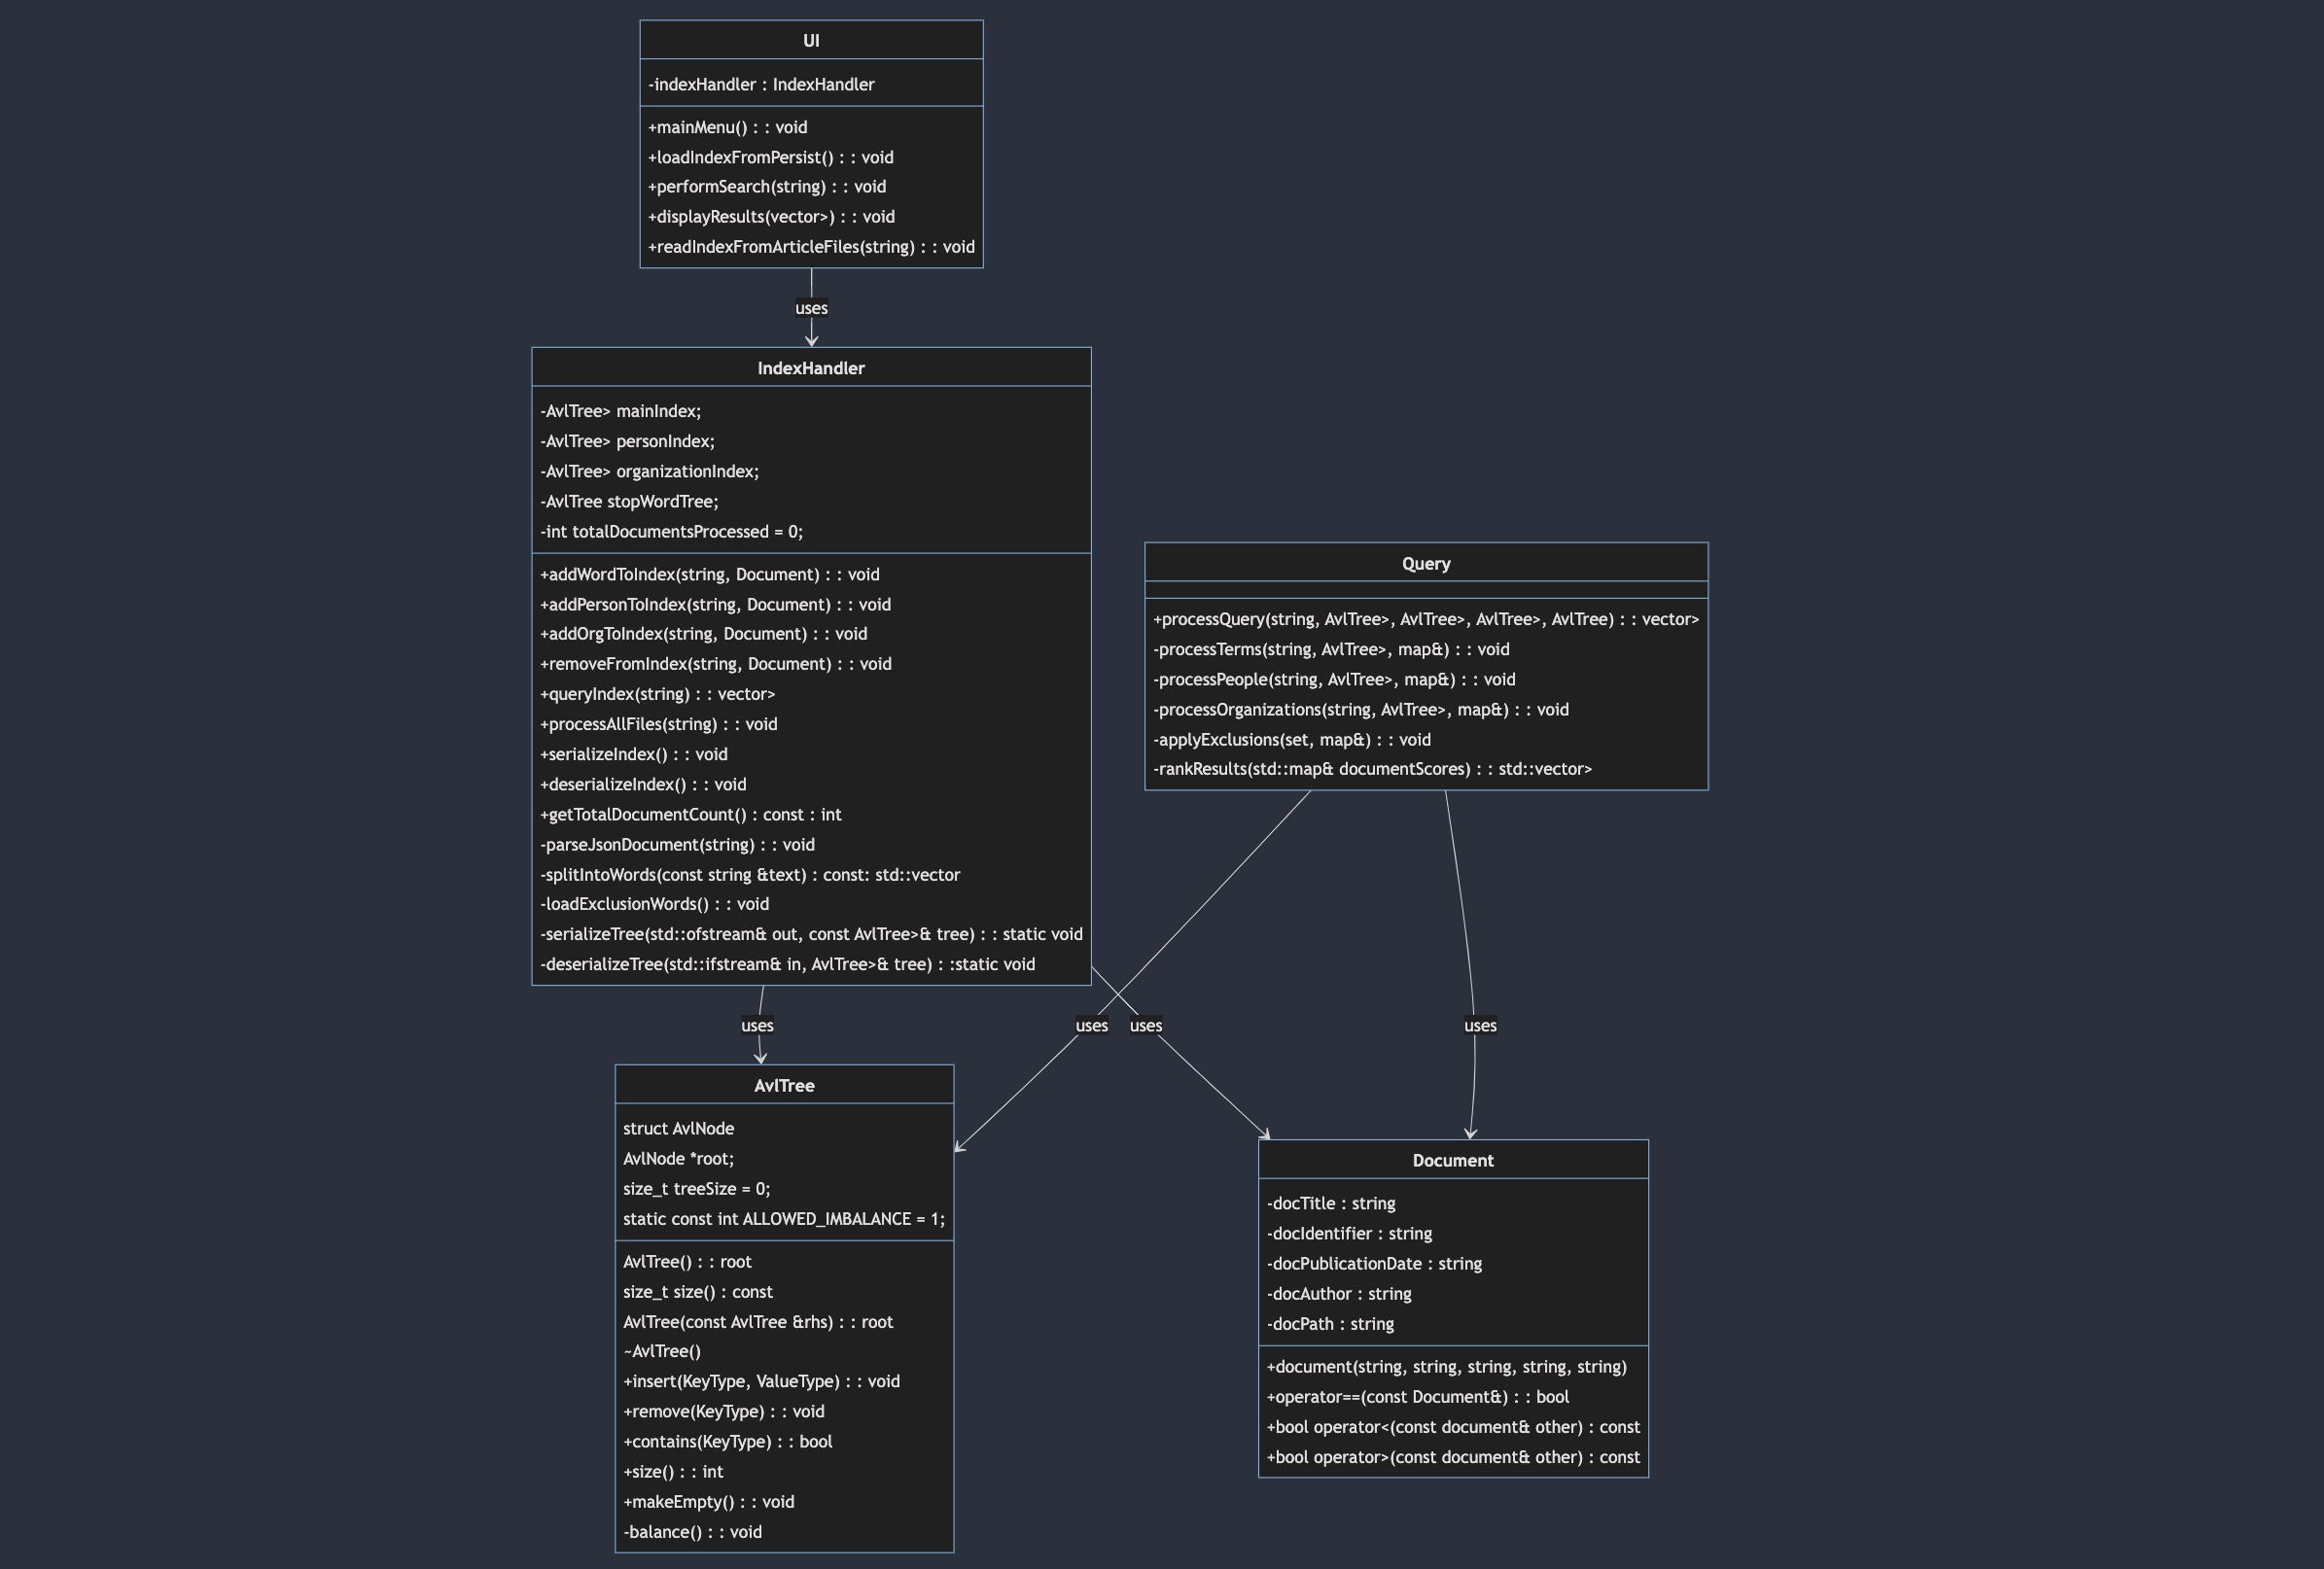 UI
-indexHandler : IndexHandler
+mainMenu() : : void
+loadIndexFromPersist() : : void
+performSearch(string) : : void
+displayResults(vector>) : : void
+readIndexFromArticleFiles(string) : : void
uses
IndexHandler
-AvlTree> mainIndex;
-AvlTree> personIndex;
-AvlTree> organizationIndex;
-AvlTree stopWordTree;
-int totalDocumentsProcessed = 0;
+addWordToIndex(string, Document) : : void
+addPersonToIndex(string, Document) : : void
+addOrgToIndex(string, Document) : : void
+removeFromIndex(string, Document) : : void
+queryIndex(string) : : vector>
+processAllFiles(string) : : void
+serializeIndex() : : void
+deserializeIndex() : : void
+getTotalDocumentCount() : const : int
-parseJsonDocument(string) : : void
-splitIntoWords(const string &text) : const: std::vector
-loadExclusionWords() : : void
-serializeTree(std::ofstream& out, const AvlTree>& tree) : : static void
-deserializeTree(std::ifstream& in, AvlTree>& tree) : :static void
Query
+processQuery(string, AvlTree>, AvlTree>, AvlTree>, AvlTree) : : vector>
-processTerms(string, AvlTree>, map&) : : void
-processPeople(string, AvlTree>, map&) : : void
-processOrganizations(string, AvlTree>, map&) : : void
-applyExclusions(set, map&) : : void
-rankResults(std::map& documentScores) : : std::vector>
uses
uses
uses
uses
AvlTree
struct AvlNode
AvlNode *root;
size_t treeSize = 0;
static const int ALLOWED_IMBALANCE = 1;
AvlTree() : : root
size_t size() : const
AvlTree(const AvlTree &rhs) : : root
~AvlTree()
+insert(KeyType, ValueType) : : void
+remove(KeyType) : : void
+contains(KeyType) : : bool
+size() : : int
+makeEmpty() : : void
-balance() : : void
Document
-docTitle : string
-docIdentifier : string
-docPublicationDate : string
-docAuthor : string
-docPath : string
+document(string, string, string, string, string)
+operator==(const Document&) : : bool
+bool operator<(const document& other) : const
+bool operator>(const document& other) : const